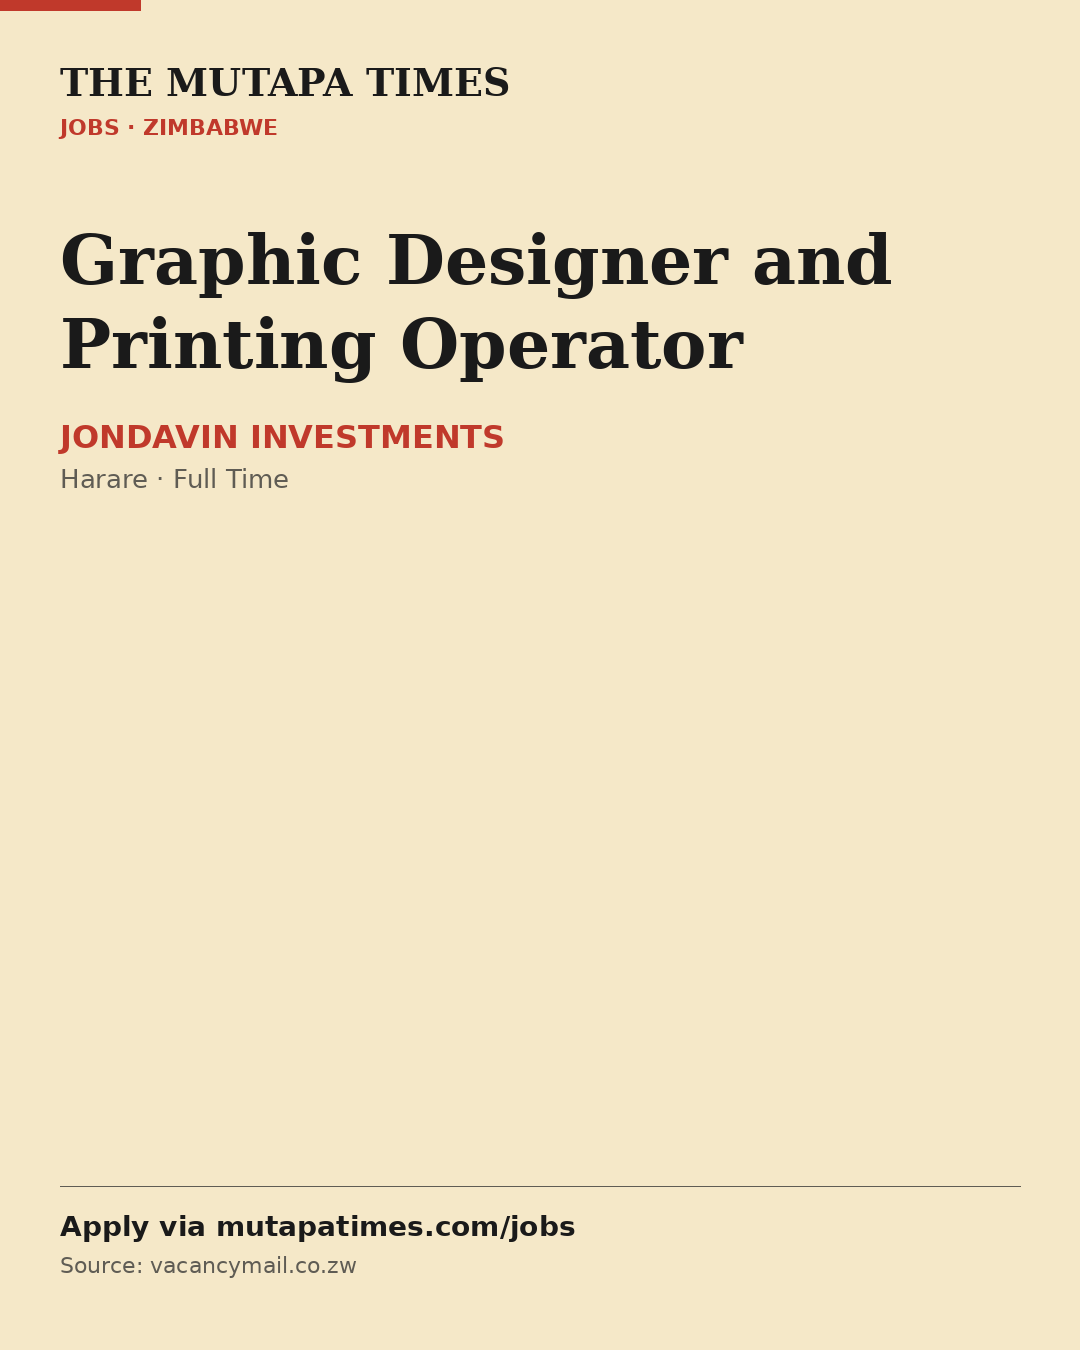 THE MUTAPA TIMES
JOBS · ZIMBABWE
Graphic Designer and
Printing Operator
JONDAVIN INVESTMENTS
Harare · Full Time
Apply via mutapatimes.com/jobs
Source: vacancymail.co.zw